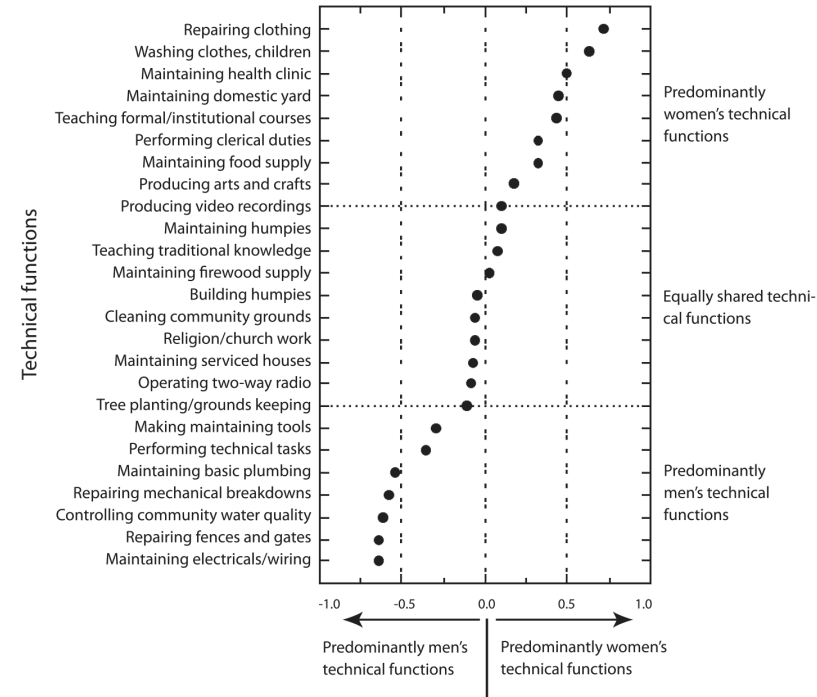 Technical functions
Repairing clothing
Washing clothes, children
Maintaining health clinic
Maintaining domestic yard
Teaching formal/institutional courses
Performing clerical duties
Maintaining food supply
Producing arts and crafts
Producing video recordings
Maintaining humpies
Teaching traditional knowledge
Maintaining firewood supply
Building humpies
Cleaning community grounds
Religion/church work
Maintaining serviced houses
Operating two-way radio
Tree planting/grounds keeping
Making maintaining tools
Performing technical tasks
Maintaining basic plumbing
Repairing mechanical breakdowns
Controlling community water quality
Repairing fences and gates
Maintaining electricals/wiring
Predominantly
women's technical
functions
Equally shared techni-
cal functions
Predominantly
men's technical
functions
-1.0 -0.5 0.0 0.5 1.0
Predominantly men's
technical functions
Predominantly women's
technical functions